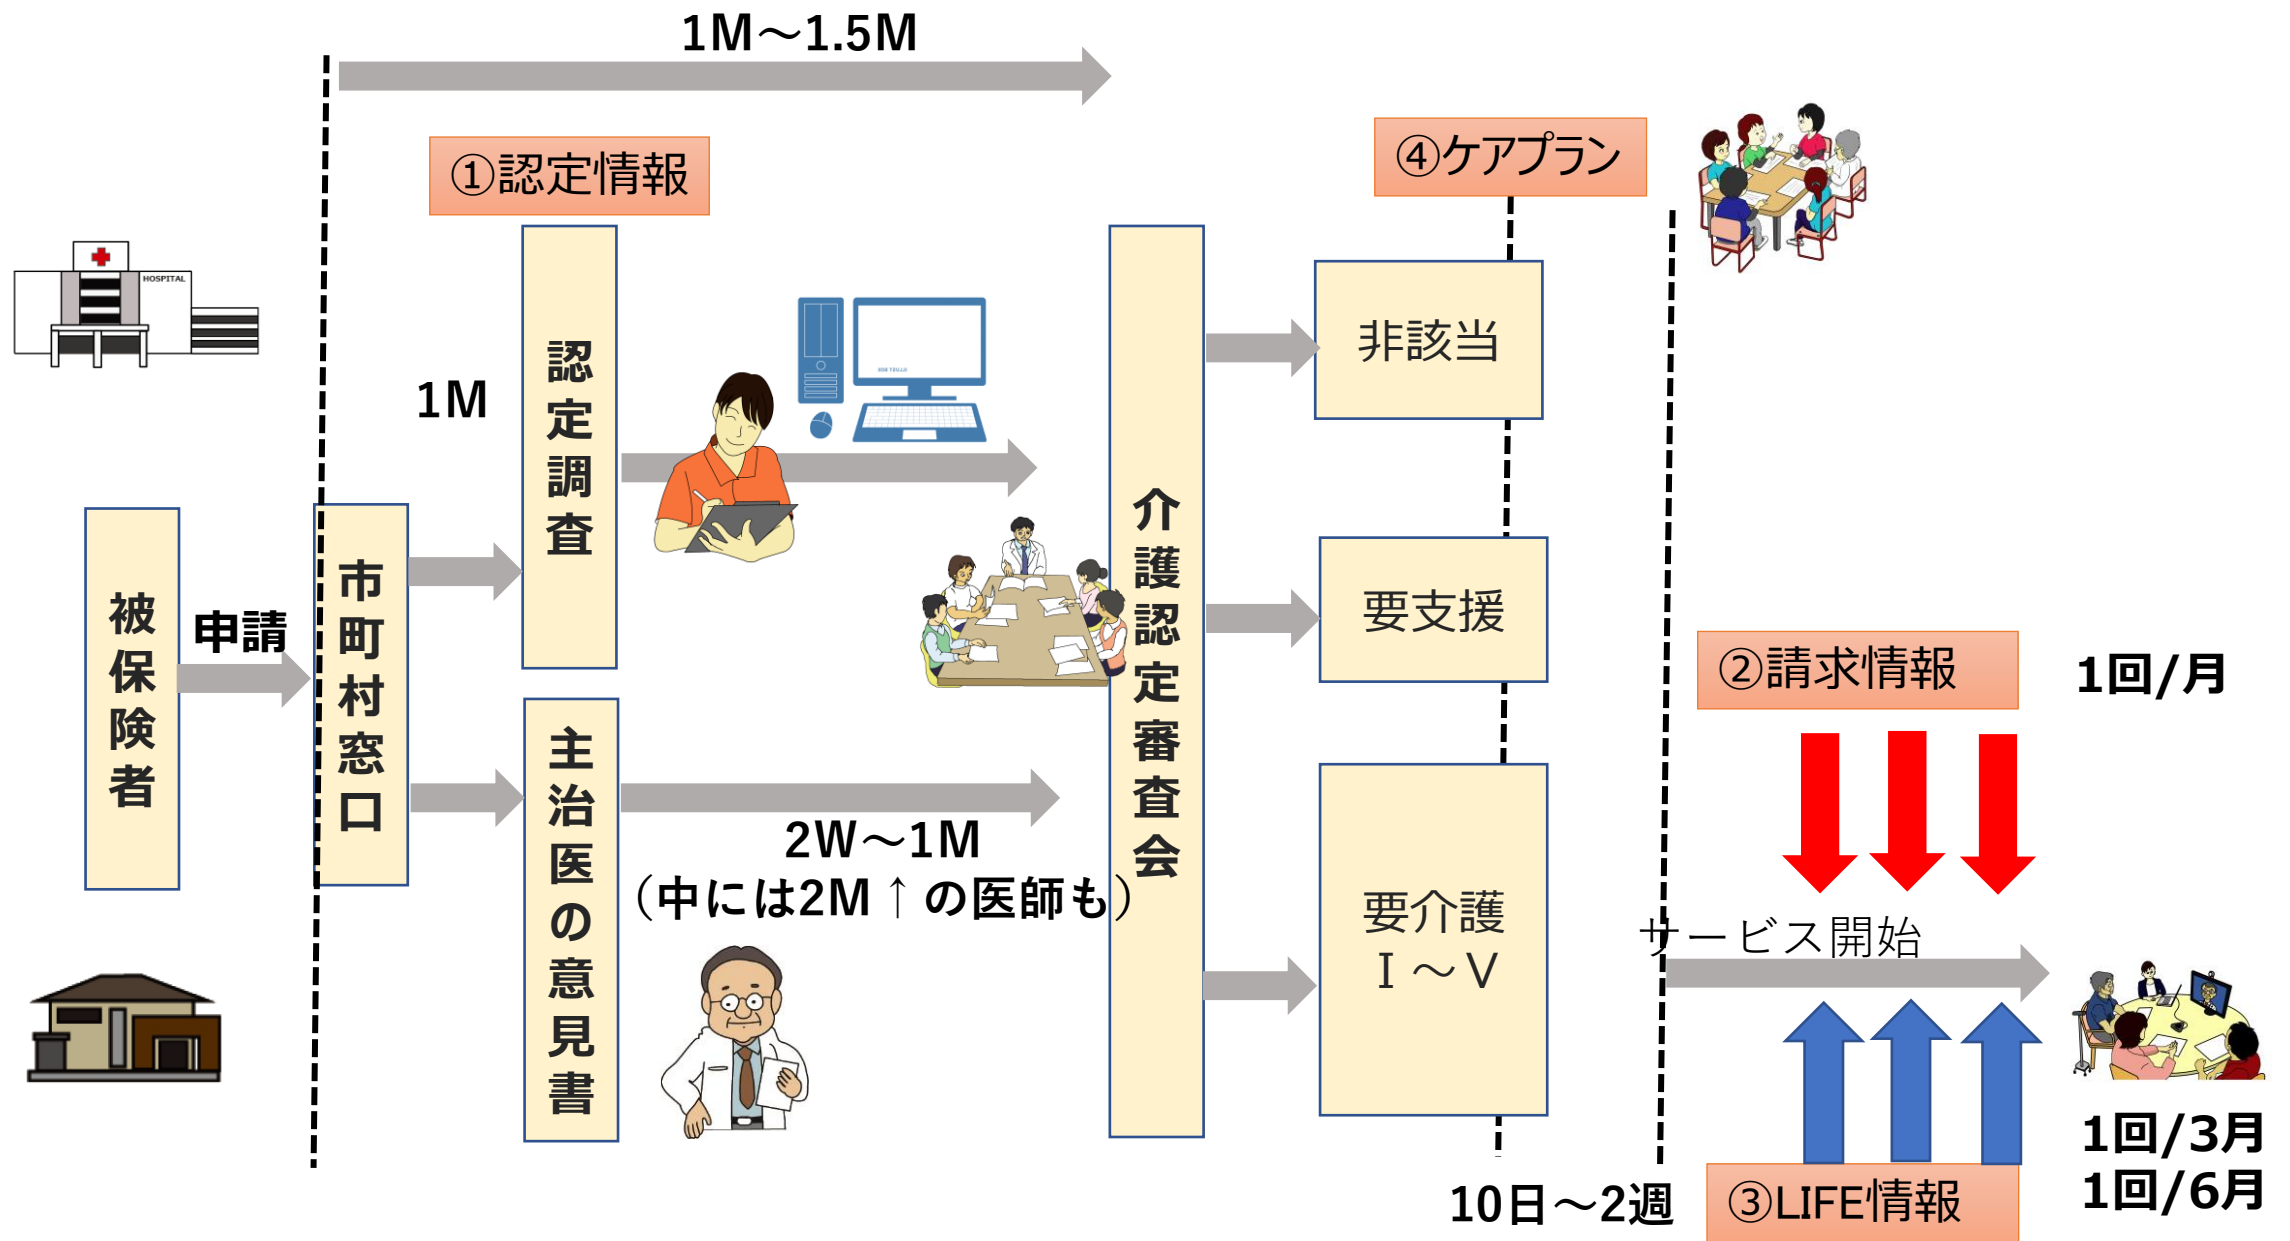 1M～1.5M
①認定情報
④ケアプラン
HOSPITAL
1M
認定調査
非該当
被保険者
申請
市町村窓口
主治医の意見書
2W～1M
（中には2M↑の医師も）
介護認定審査会
要支援
要介護
Ⅰ～Ⅴ
②請求情報
1回/月
サービス開始
10日～2週
③LIFE情報
1回/3月
1回/6月